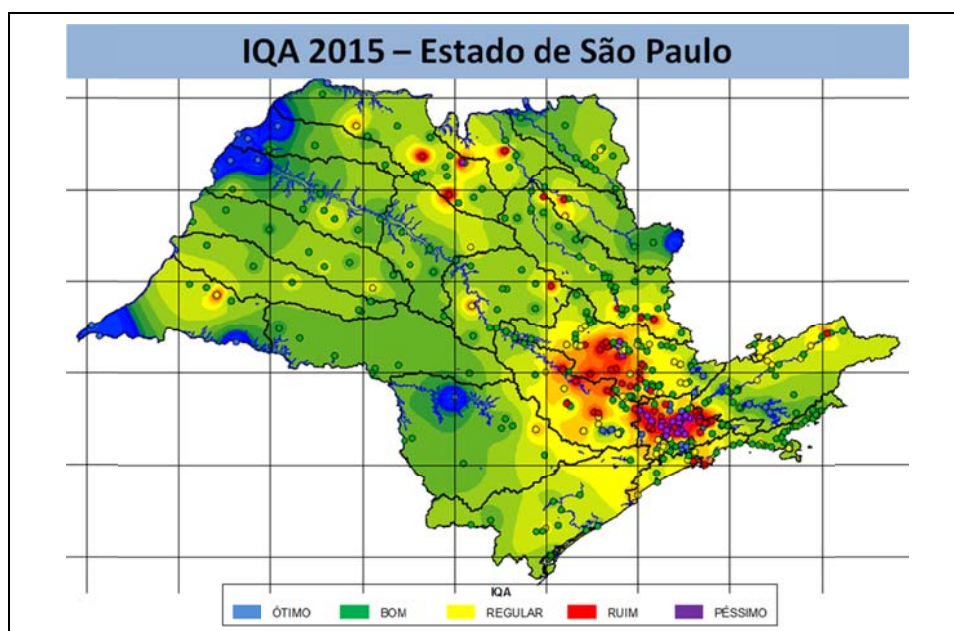 IQA 2015 – Estado de São Paulo
IQA
ÓTIMO BOM REGULAR RUIM PÉSSIMO